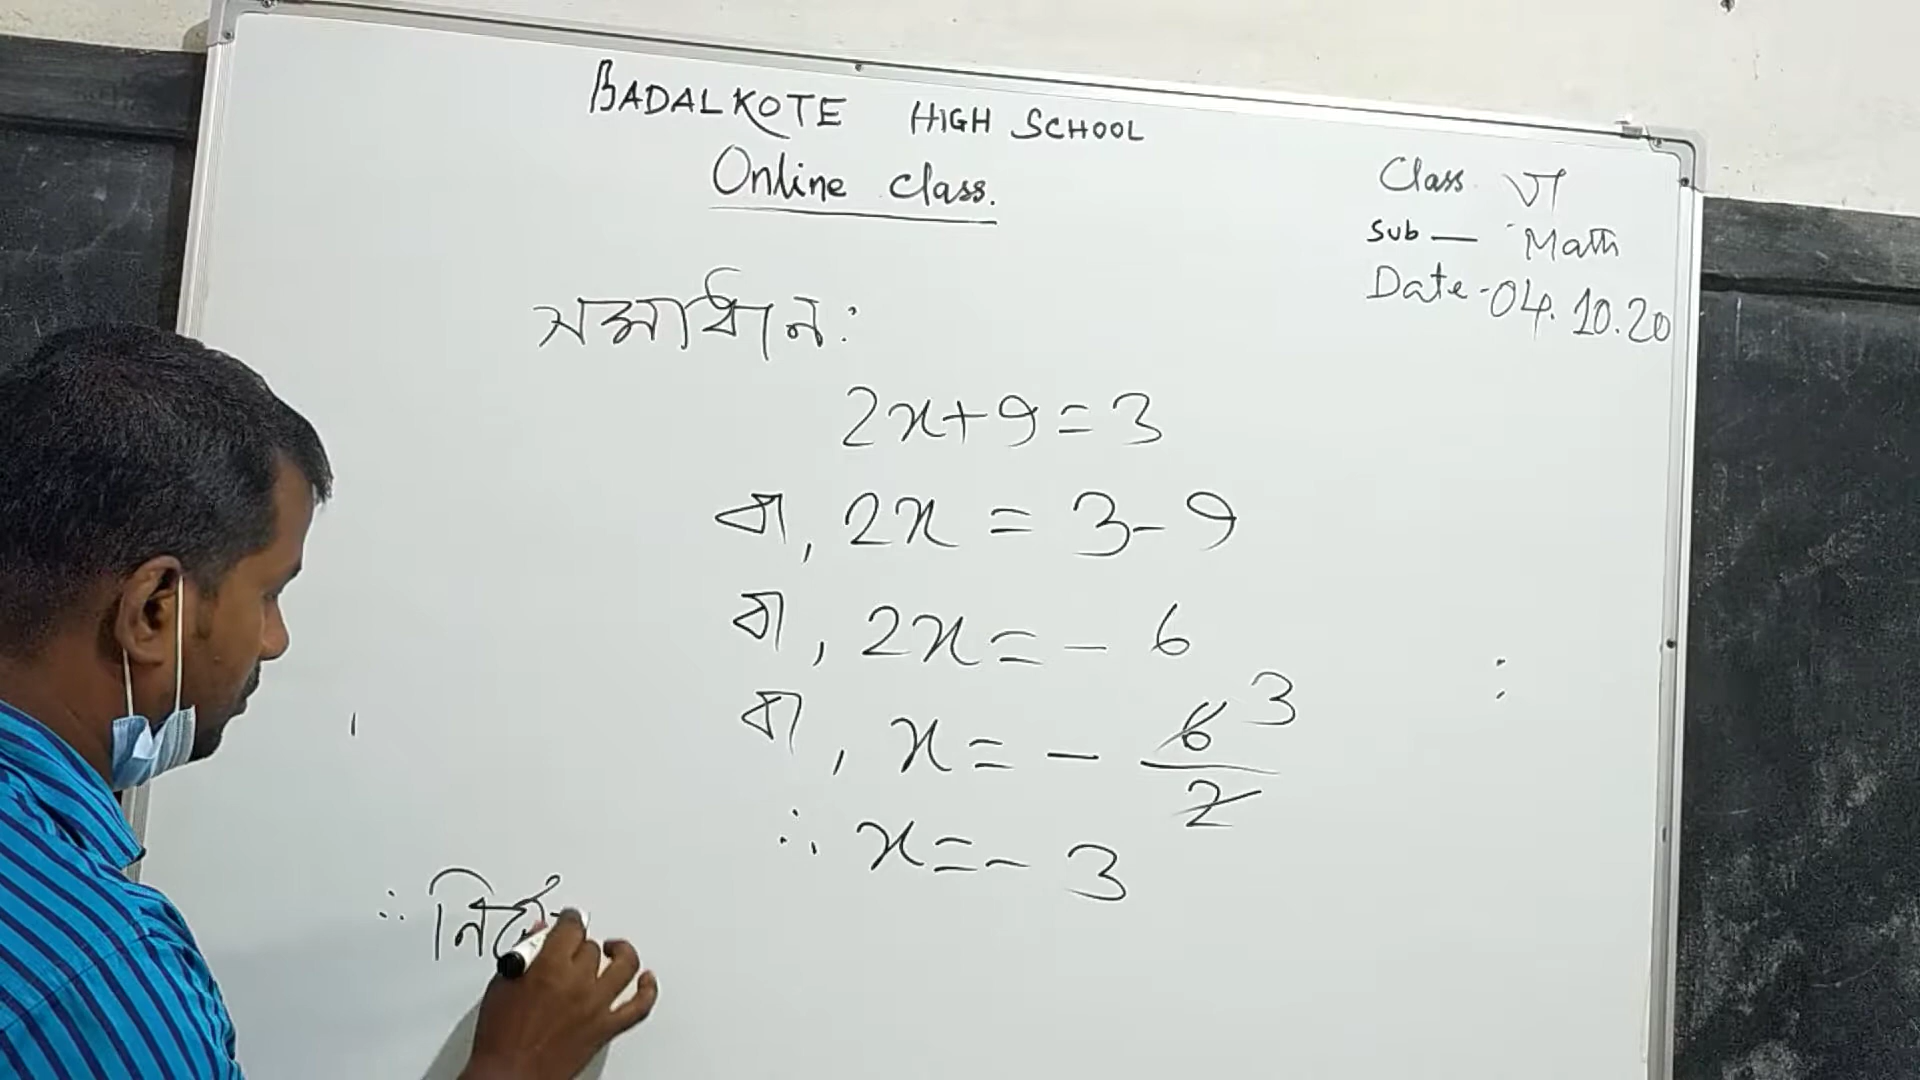 BADALKOTE HIGH SCHOOL
Online class.
Class VI
Sub — Math
Date - 04.10.20
সমাধান:
2x+9=3
বা, 2x = 3-9
বা, 2x = - 6
বা, x = - 6/2 3
∴ x = - 3
∴ নির্ণে